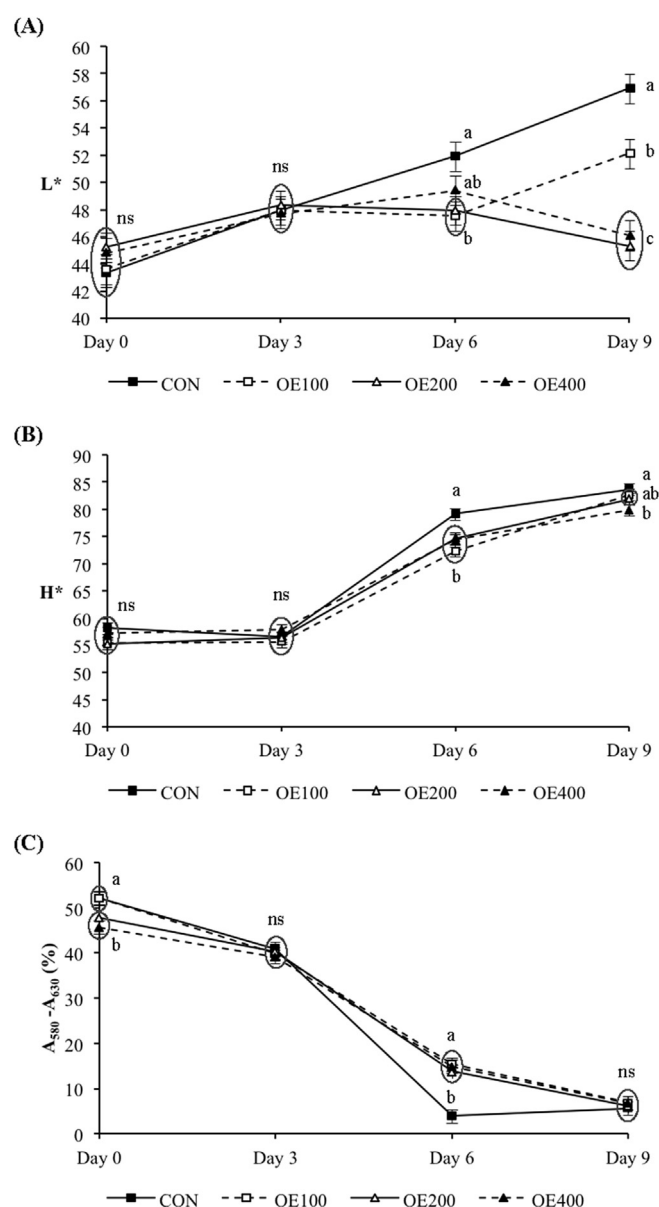 (A)
60
58
56
54
52
50
48
46
44
42
40
L*
ns
ns
a
ab
b
a
b
c
Day 0 Day 3 Day 6 Day 9
CON OE100 OE200 OE400
(B)
90
85
80
75
70
65
60
55
50
45
40
H*
ns
ns
a
b
a
ab
b
Day 0 Day 3 Day 6 Day 9
CON OE100 OE200 OE400
(C)
60
50
40
30
20
10
0
A580 -A630 (%)
a
b
ns
a
b
ns
Day 0 Day 3 Day 6 Day 9
CON OE100 OE200 OE400